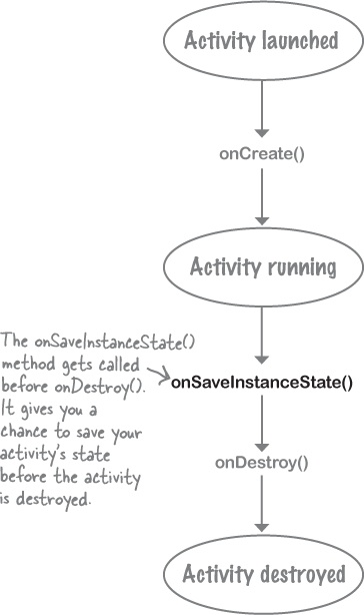 Activity launched
onCreate()
Activity running
The onSaveInstanceState()
method gets called
before onDestroy().
It gives you a
chance to save your
activity's state
before the activity
is destroyed.
onSaveInstanceState()
onDestroy()
Activity destroyed